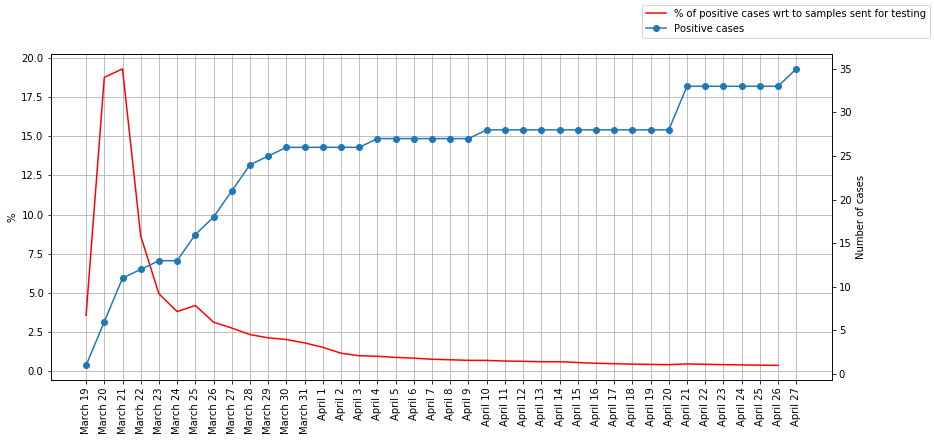 % of positive cases wrt to samples sent for testing
Positive cases
20.0
17.5
15.0
12.5
10.0
7.5
5.0
2.5
0.0
%
35
30
25
20
15
10
5
0
Number of cases
March 19
March 20
March 21
March 22
March 23
March 24
March 25
March 26
March 27
March 28
March 29
March 30
March 31
April 1
April 2
April 3
April 4
April 5
April 6
April 7
April 8
April 9
April 10
April 11
April 12
April 13
April 14
April 15
April 16
April 17
April 18
April 19
April 20
April 21
April 22
April 23
April 24
April 25
April 26
April 27